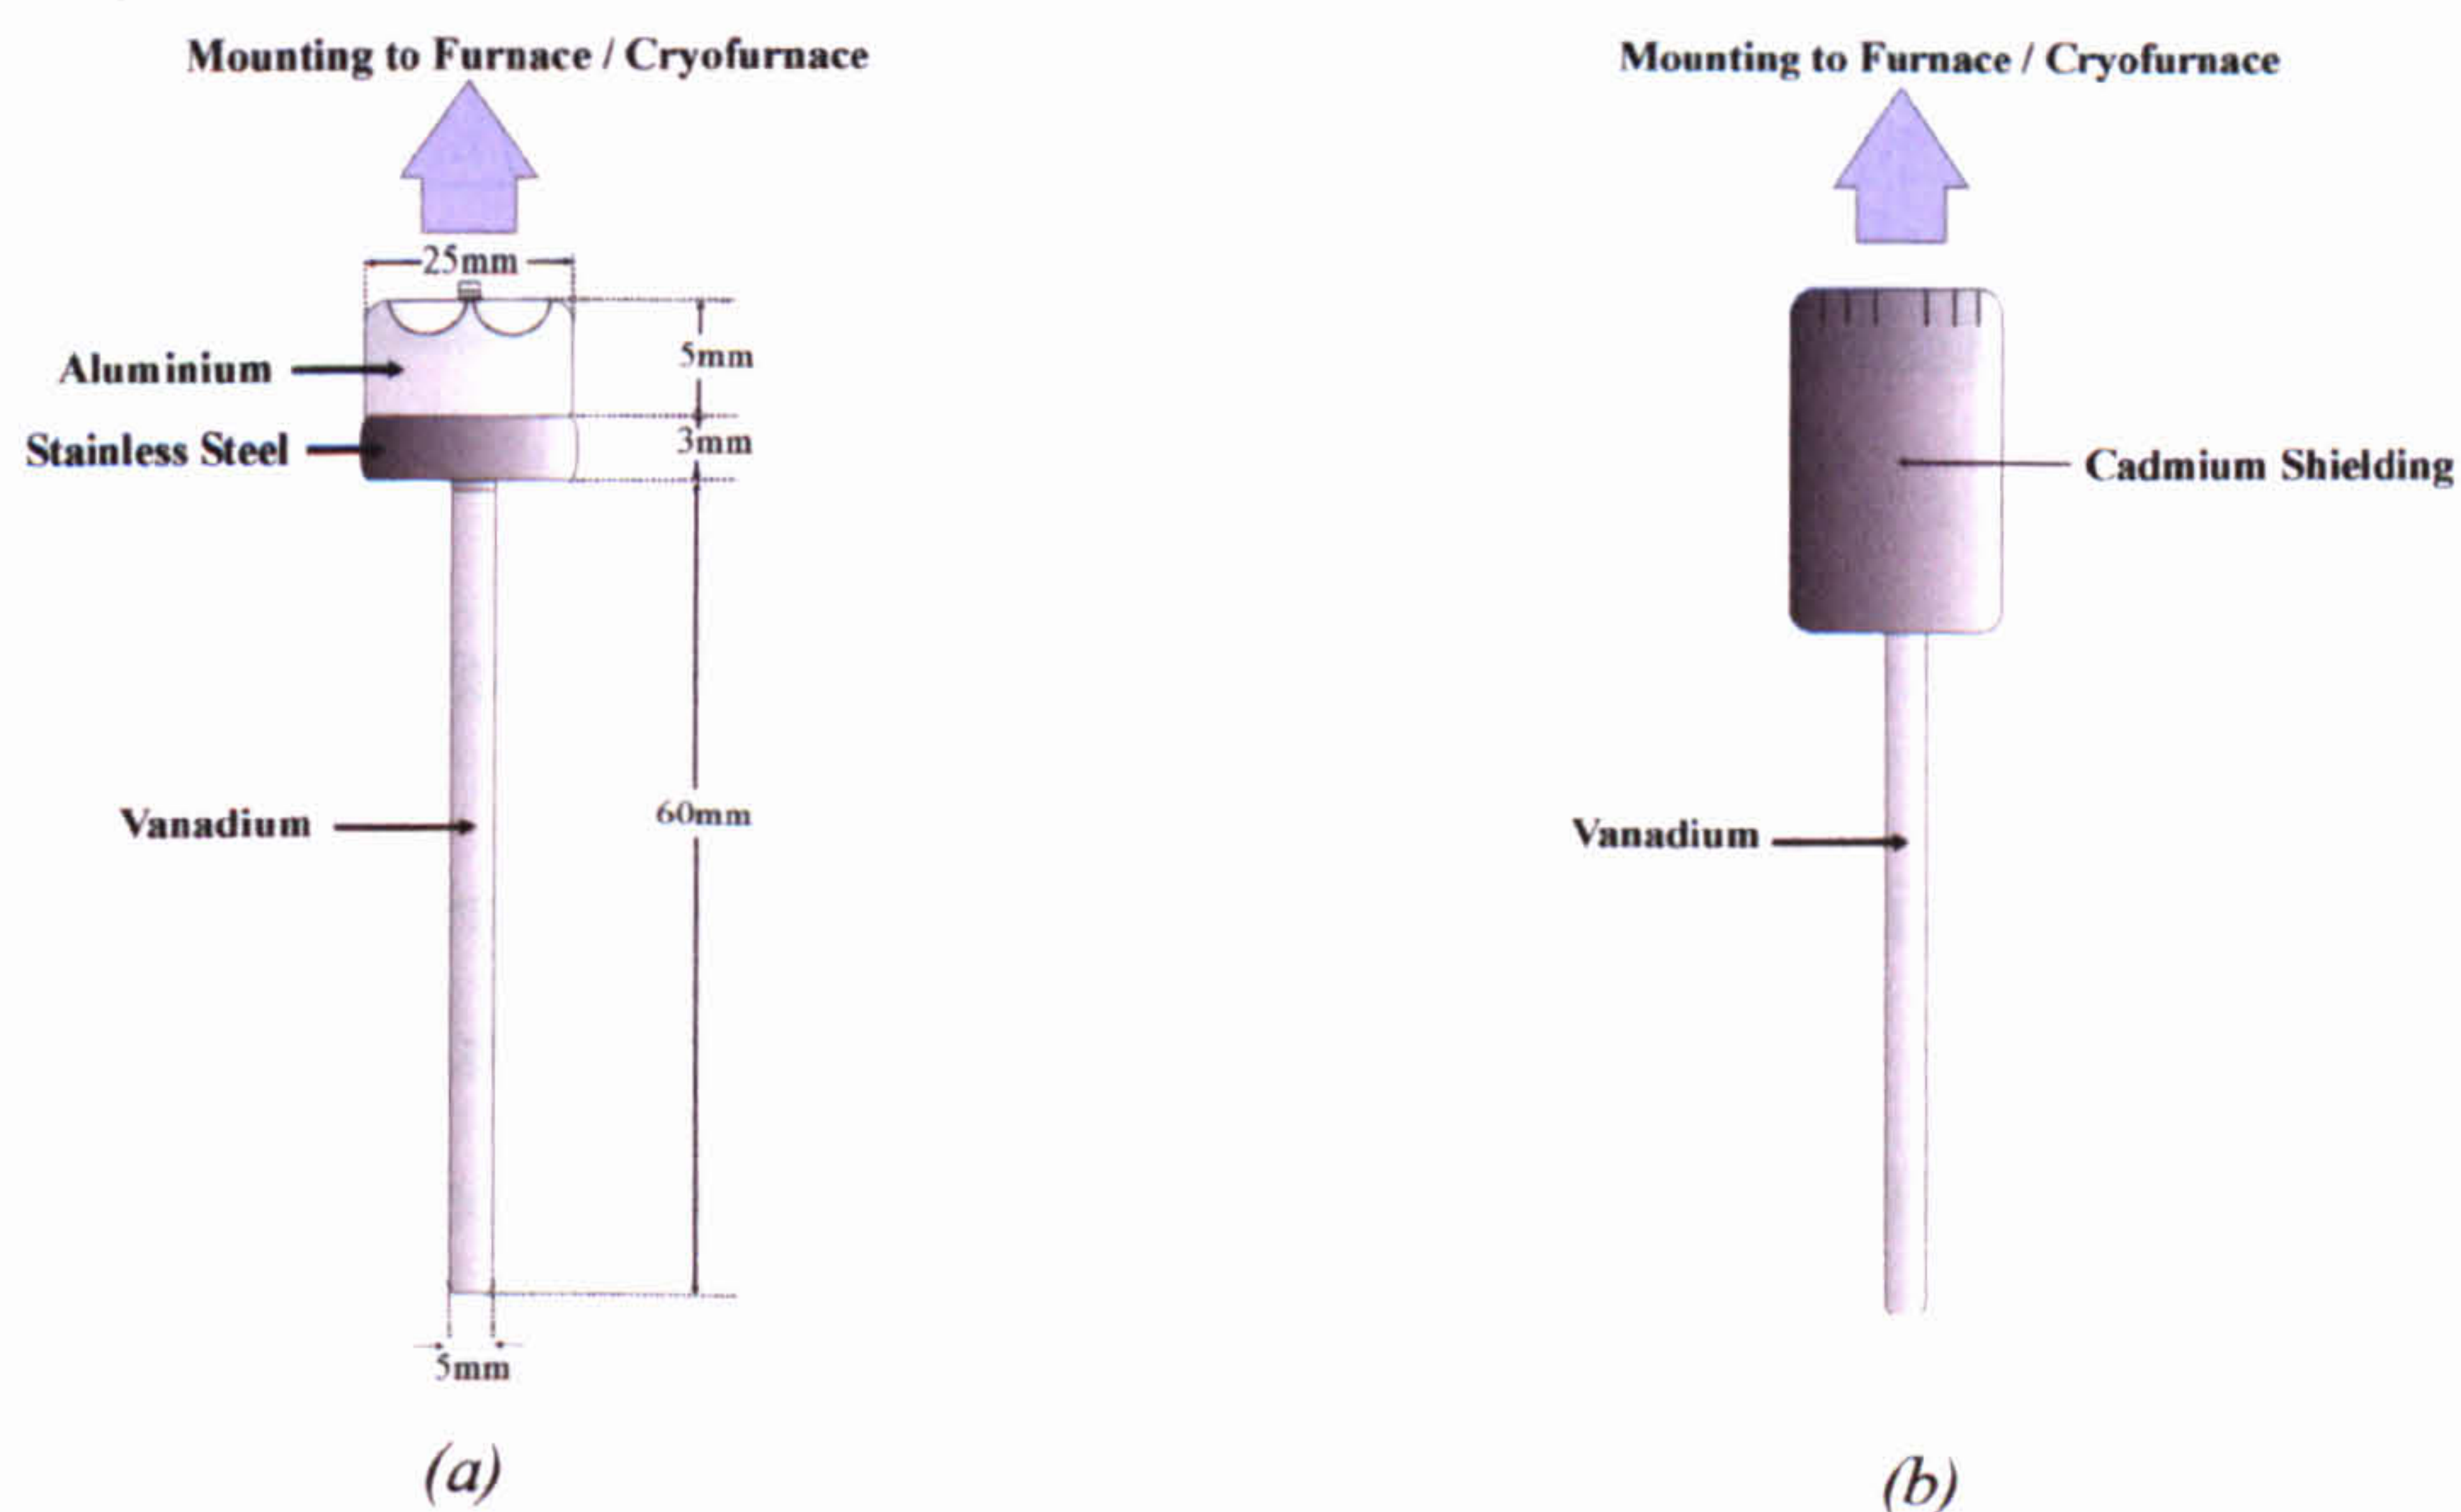 Mounting to Furnace / Cryofurnace
25mm
Aluminium
5mm
Stainless Steel
3mm
Vanadium
60mm
5mm
(a)
Mounting to Furnace / Cryofurnace
Cadmium Shielding
Vanadium
(b)